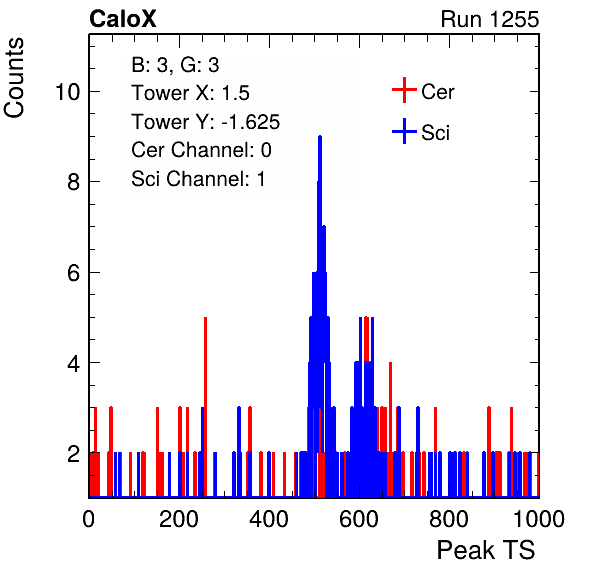 CaloX Run 1255
Counts
B: 3, G: 3
Tower X: 1.5
Tower Y: -1.625
Cer Channel: 0
Sci Channel: 1
Cer
Sci
10
8
6
4
2
0 200 400 600 800 1000
Peak TS